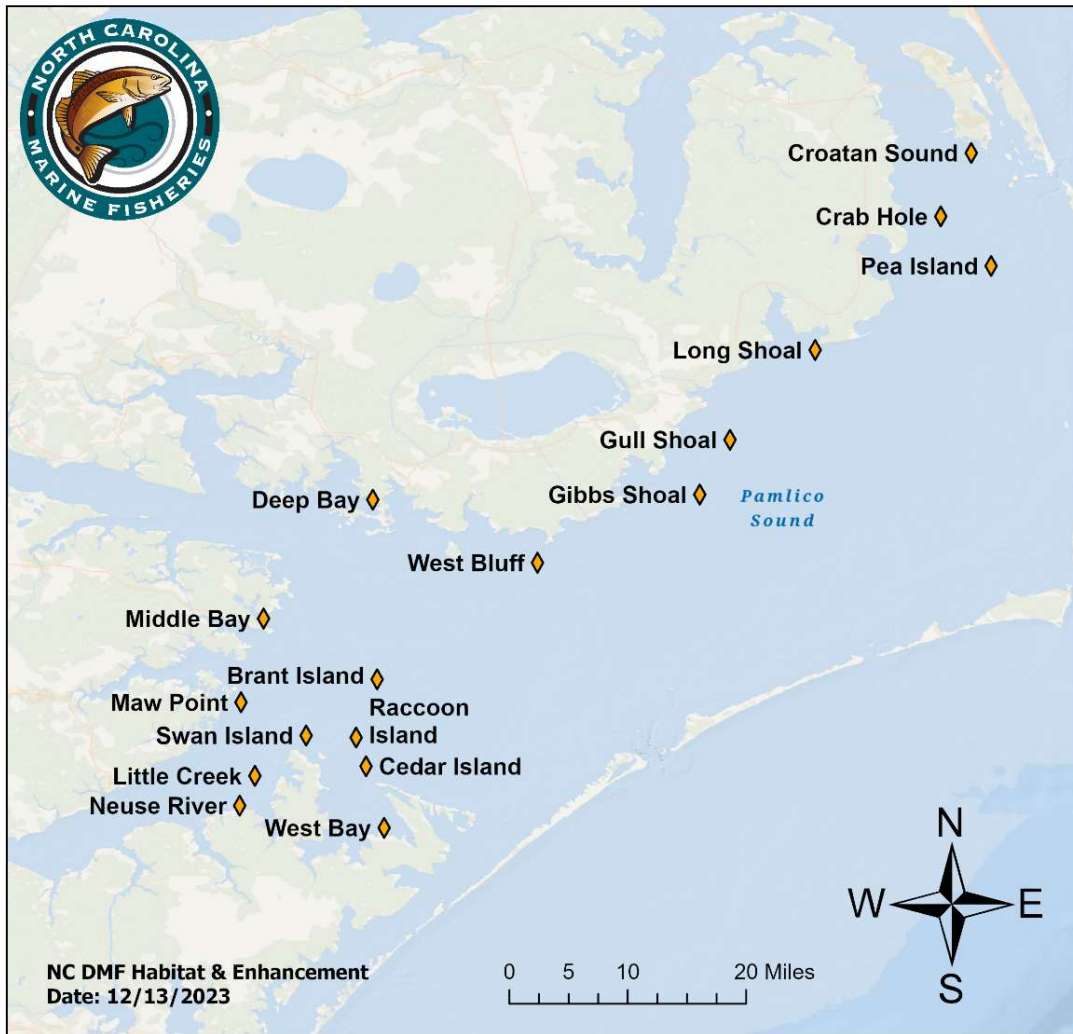 NORTH CAROLINA
MARINE FISHERIES
Croatan Sound
Crab Hole
Pea Island
Long Shoal
Gull Shoal
Gibbs Shoal
Pamlico
Sound
Deep Bay
West Bluff
Middle Bay
Brant Island
Maw Point
Raccoon
Island
Swan Island
Cedar Island
Little Creek
Neuse River
West Bay
N
W
E
S
NC DMF Habitat & Enhancement
Date: 12/13/2023
0 5 10 20 Miles